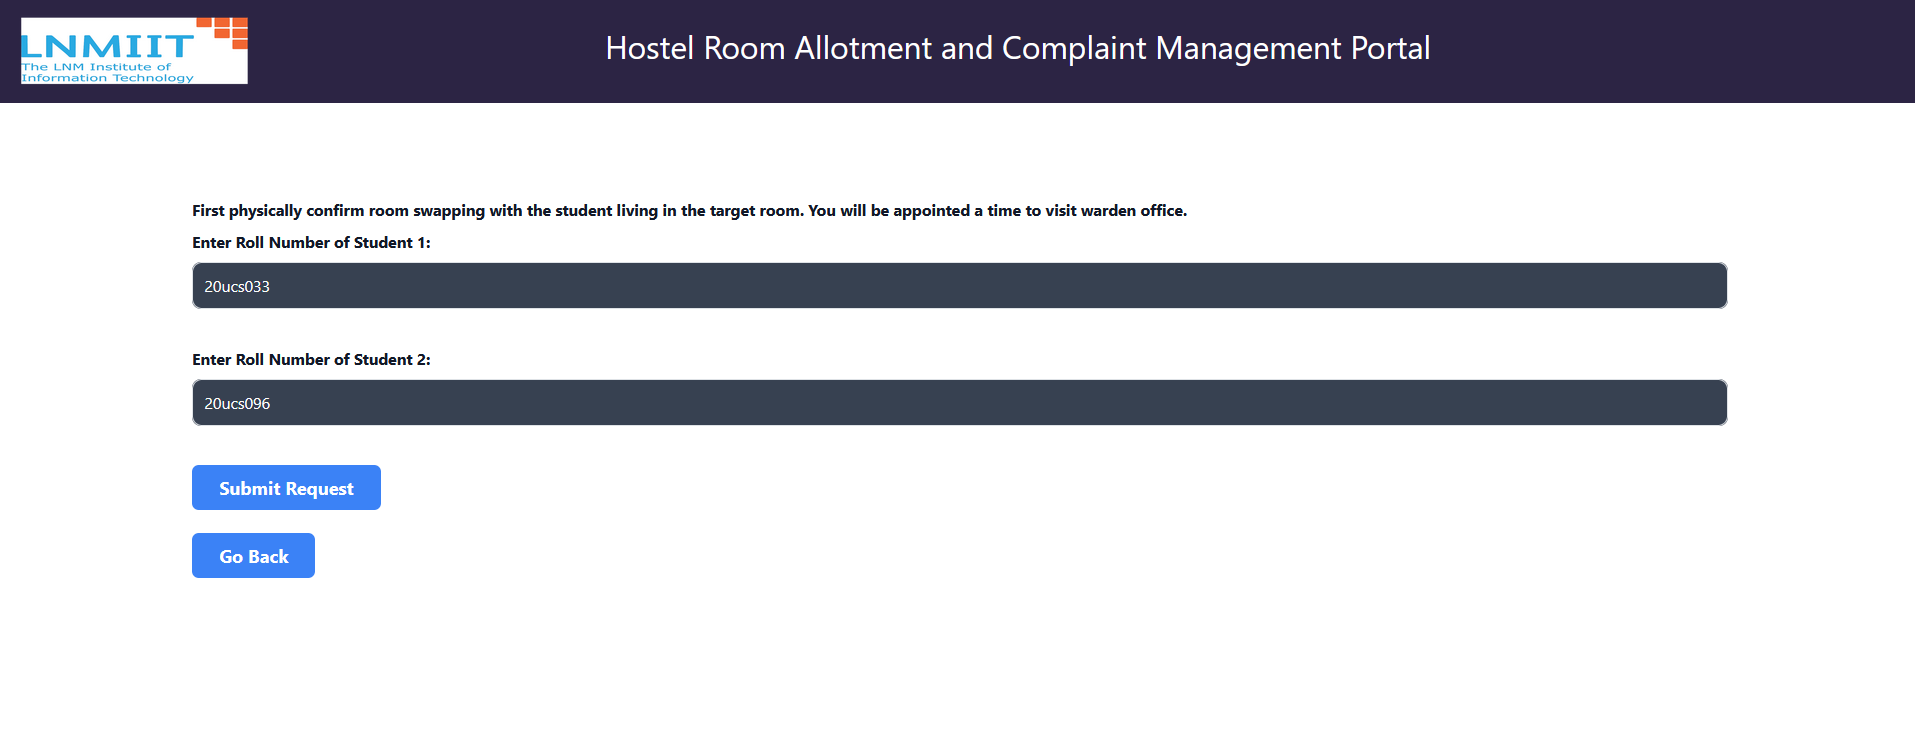 LNMIIT
The LNM Institute of
Information Technology
Hostel Room Allotment and Complaint Management Portal
First physically confirm room swapping with the student living in the target room. You will be appointed a time to visit warden office.
Enter Roll Number of Student 1:
20ucs033
Enter Roll Number of Student 2:
20ucs096
Submit Request
Go Back